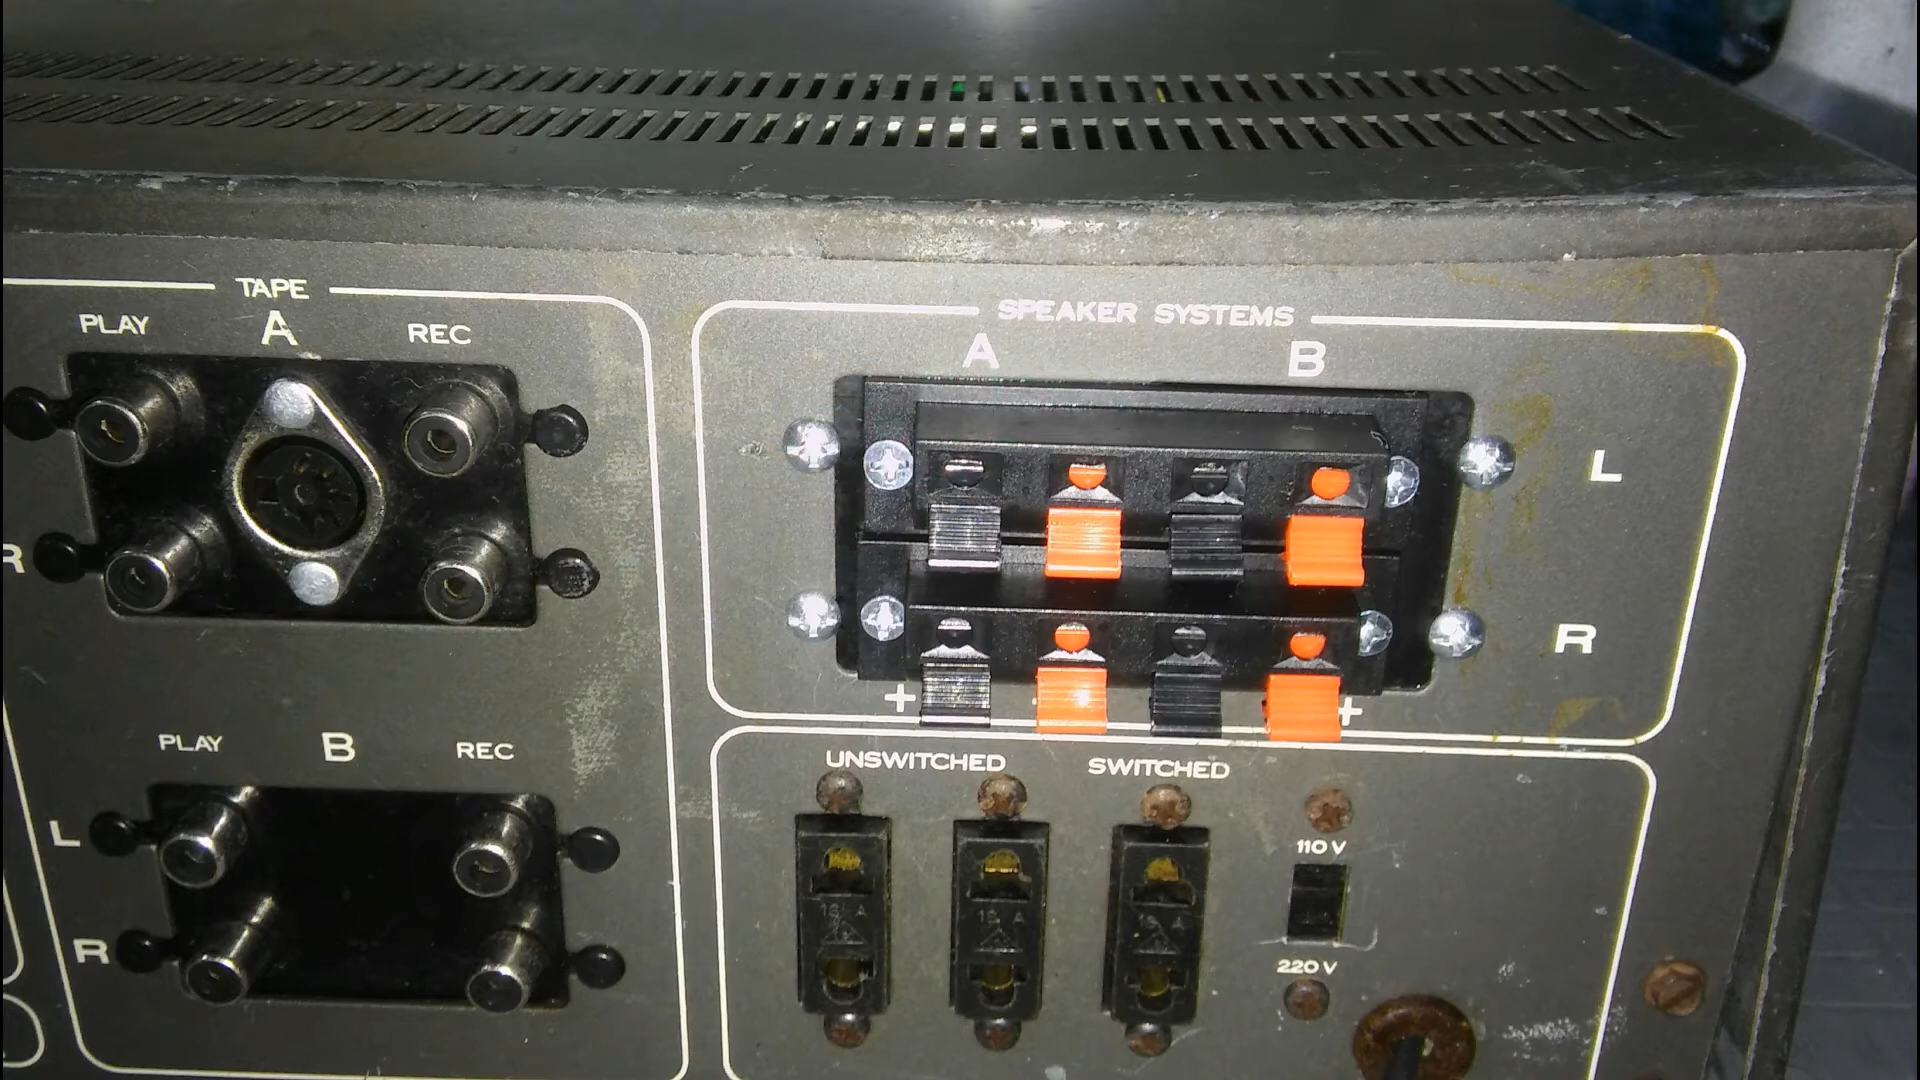 TAPE
PLAY A REC
R
PLAY B REC
L
R
SPEAKER SYSTEMS
A B
L
R
+ +
UNSWITCHED SWITCHED
110 V
220 V